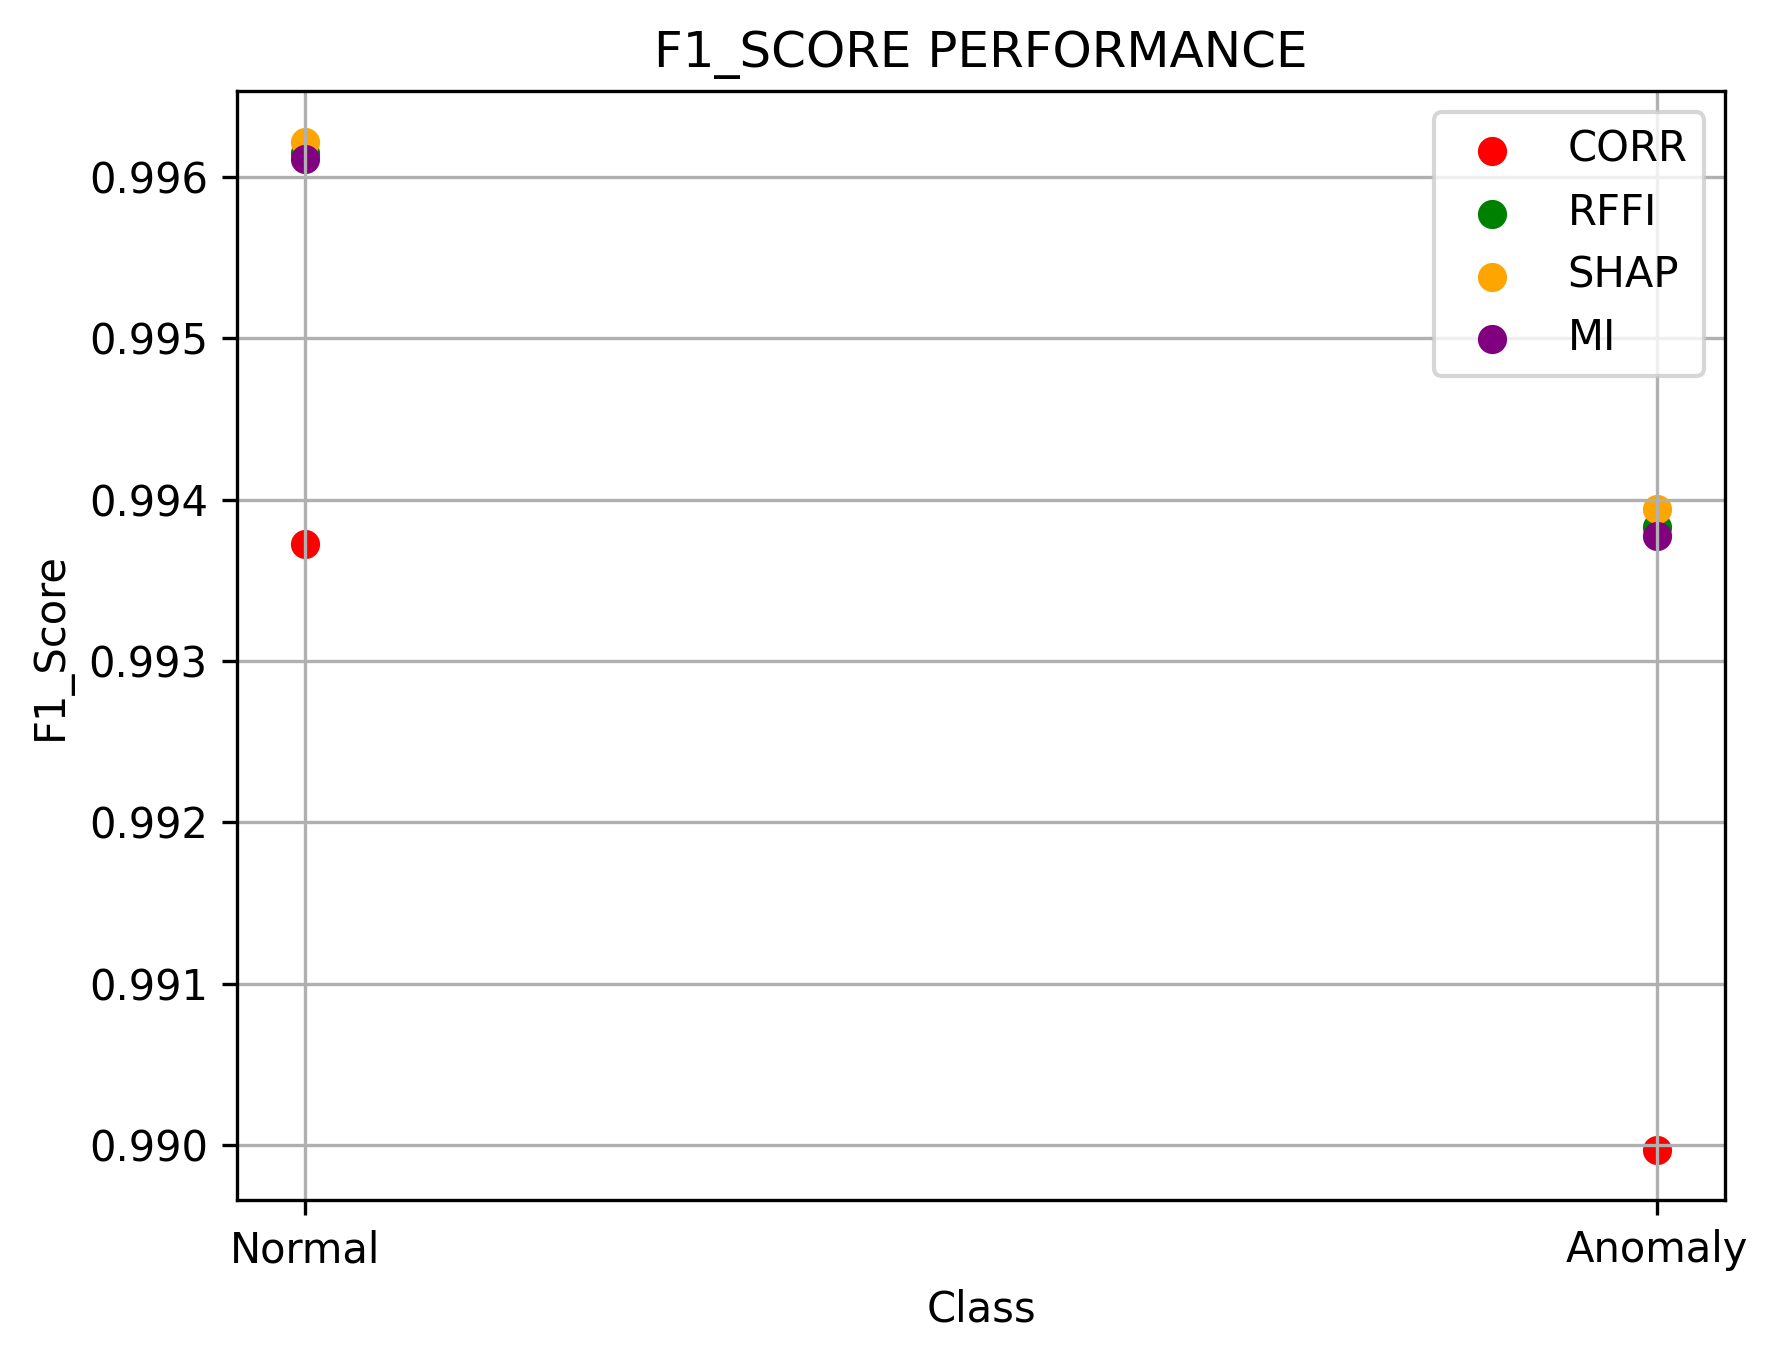 F1_SCORE PERFORMANCE
CORR
RFFI
SHAP
MI
0.996
0.995
0.994
0.993
0.992
0.991
0.990
F1_Score
Normal
Anomaly
Class